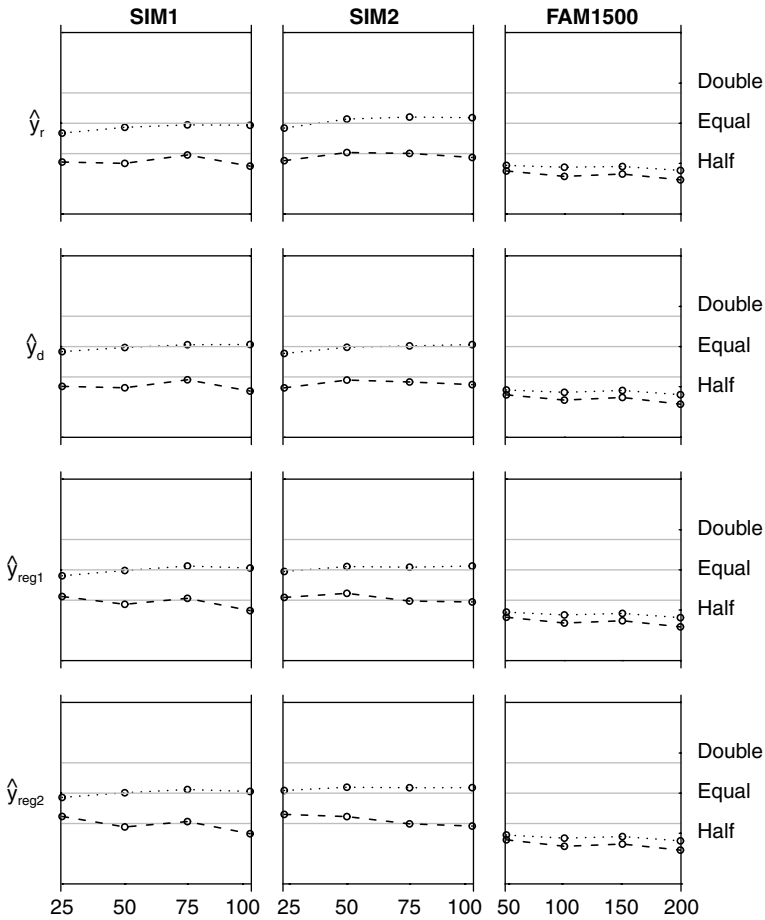 SIM1 SIM2 FAM1500
ŷr Double
Equal
Half
ŷd Double
Equal
Half
ŷreg1 Double
Equal
Half
ŷreg2 Double
Equal
Half
25 50 75 100 25 50 75 100 50 100 150 200